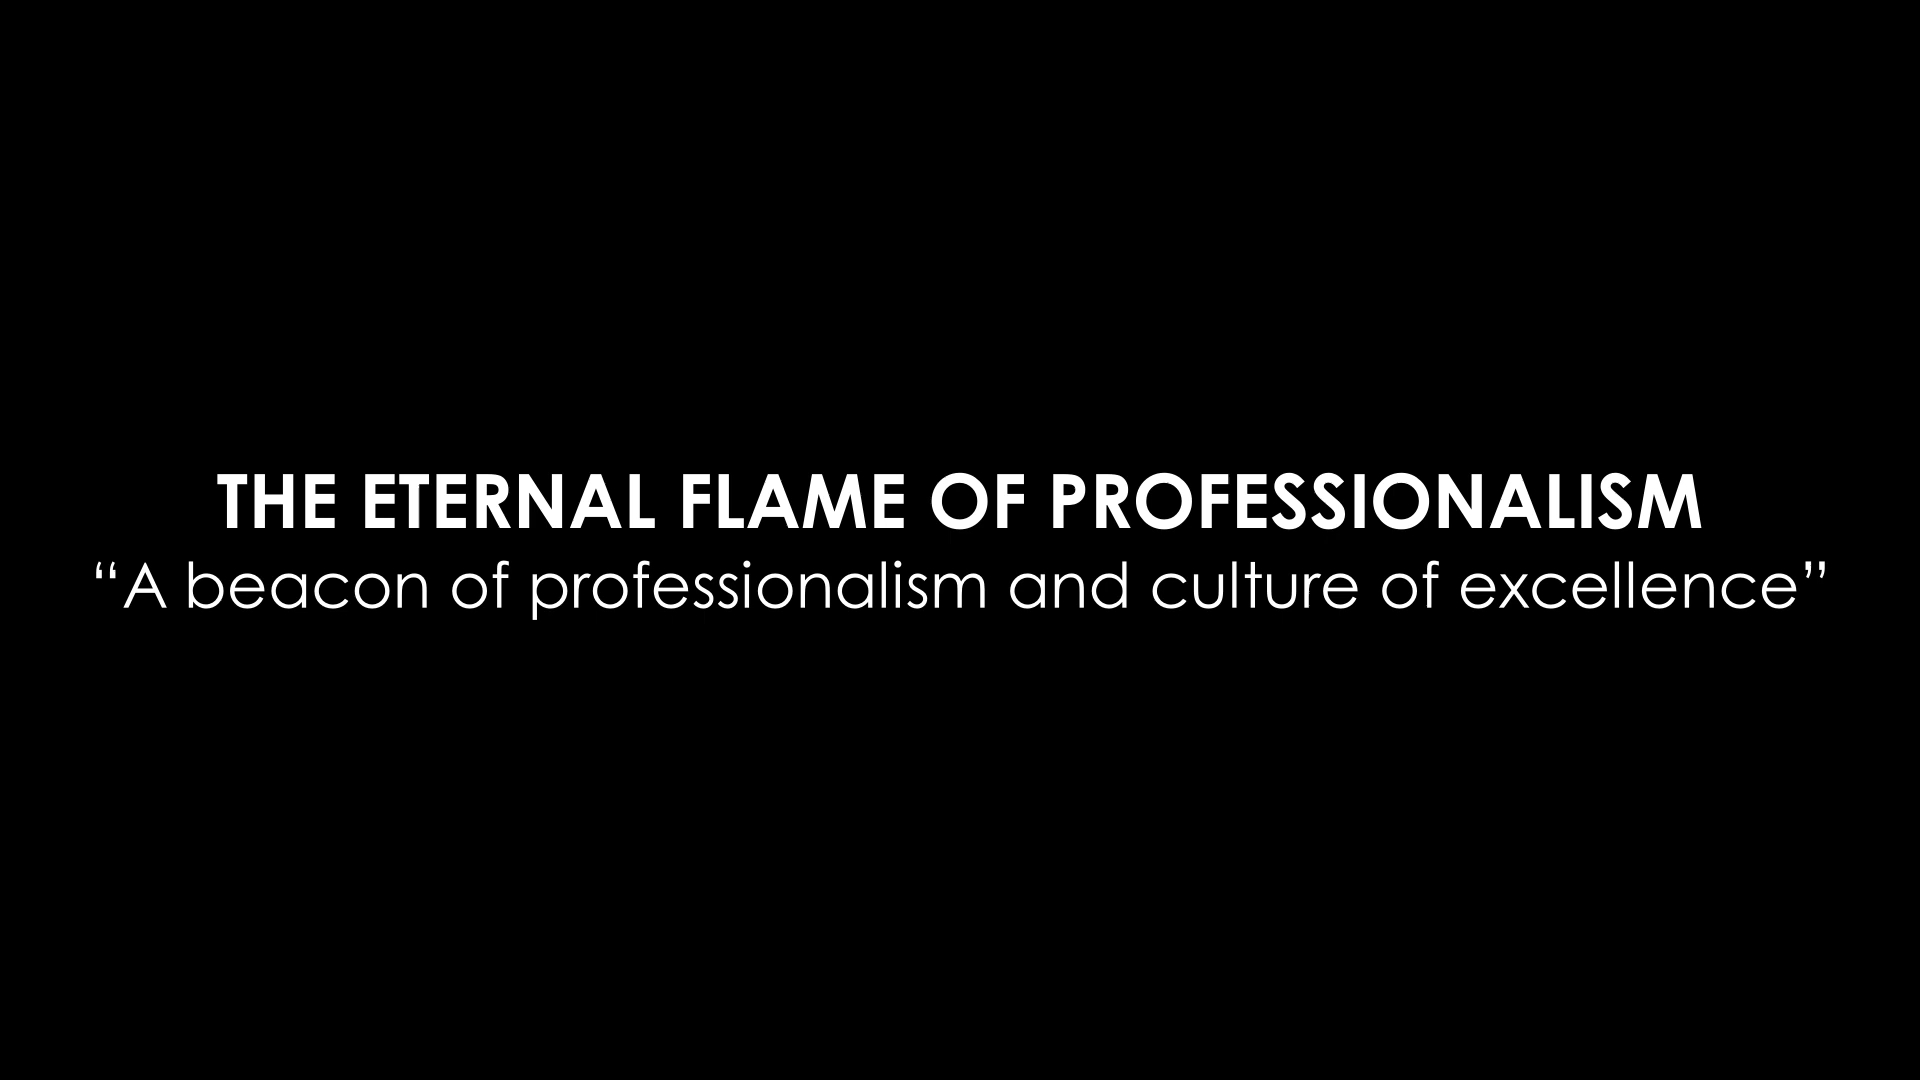 THE ETERNAL FLAME OF PROFESSIONALISM
“A beacon of professionalism and culture of excellence”